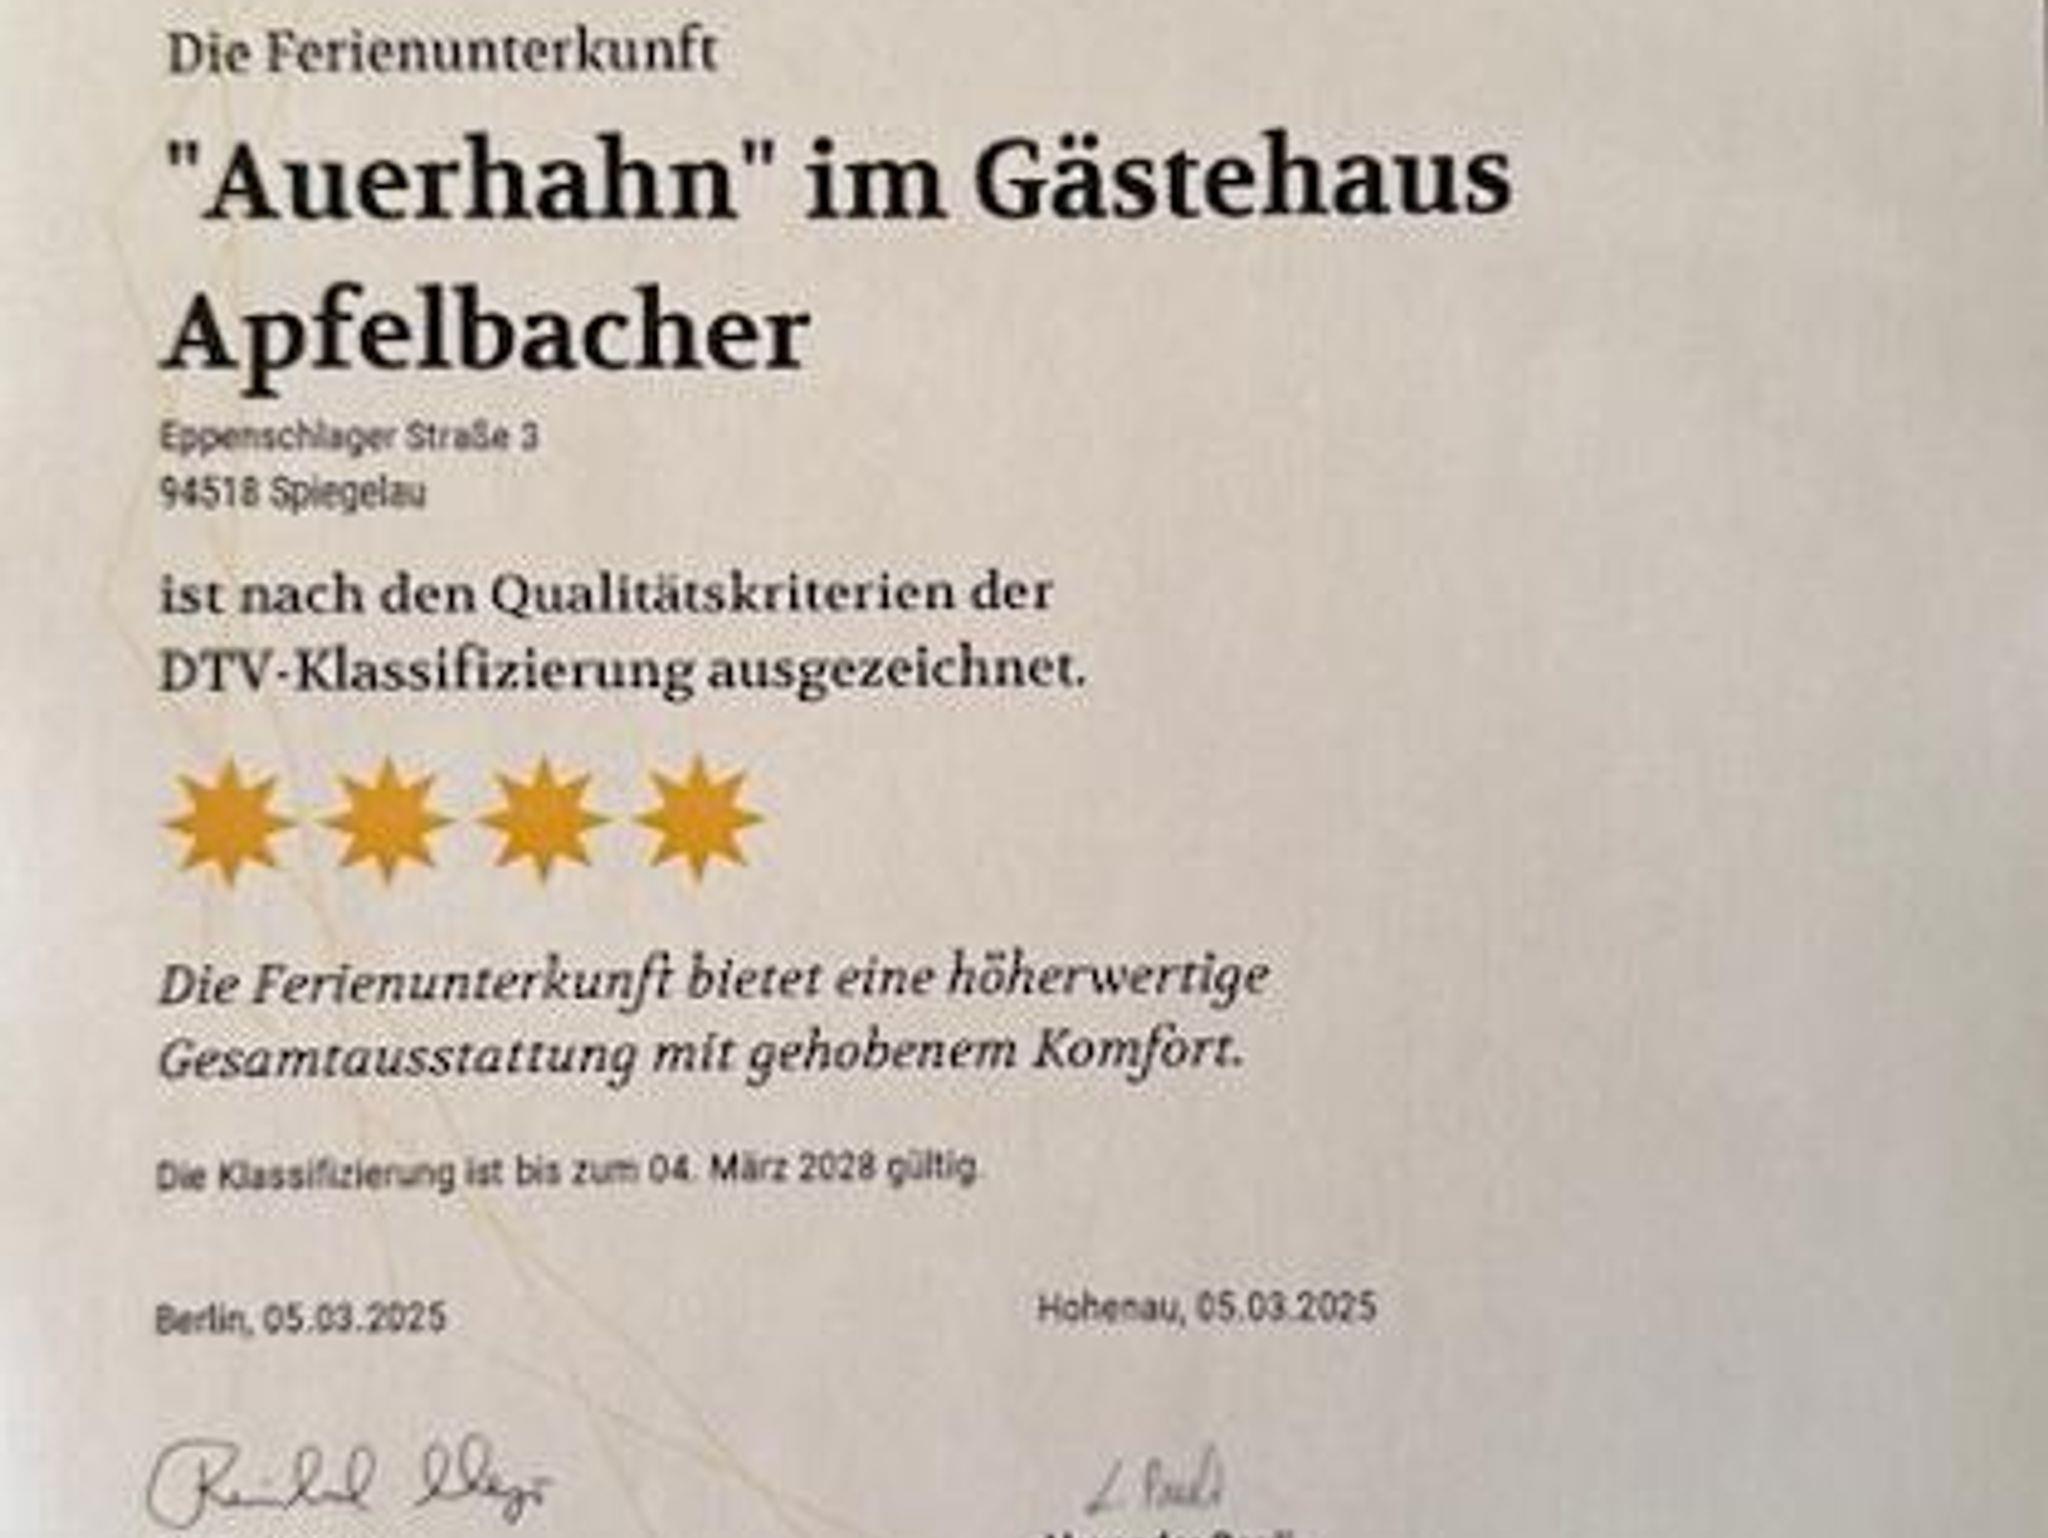 Die Ferienunterkunft
"Auerhahn" im Gästehaus
Apfelbacher
Eppenschlager Straße 3
94518 Spiegelau
ist nach den Qualitätskriterien der
DTV-Klassifizierung ausgezeichnet.
Die Ferienunterkunft bietet eine höherwertige
Gesamtausstattung mit gehobenem Komfort.
Die Klassifizierung ist bis zum 04. März 2028 gültig.
Berlin, 05.03.2025
Hohenau, 05.03.2025